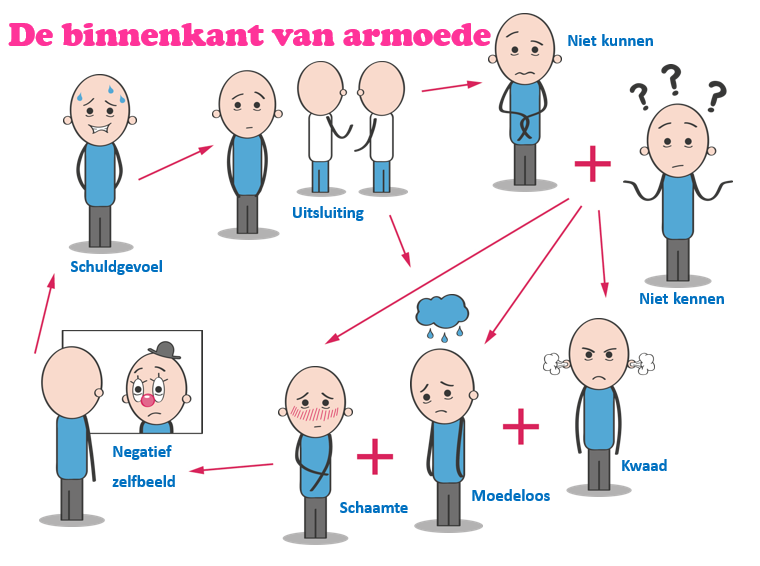 De binnenkant van armoede
Niet kunnen
? ? ?
Uitsluiting
+
Schuldgevoel
Niet kennen
Negatief
zelfbeeld
+
+
Kwaad
Schaamte
Moedeloos